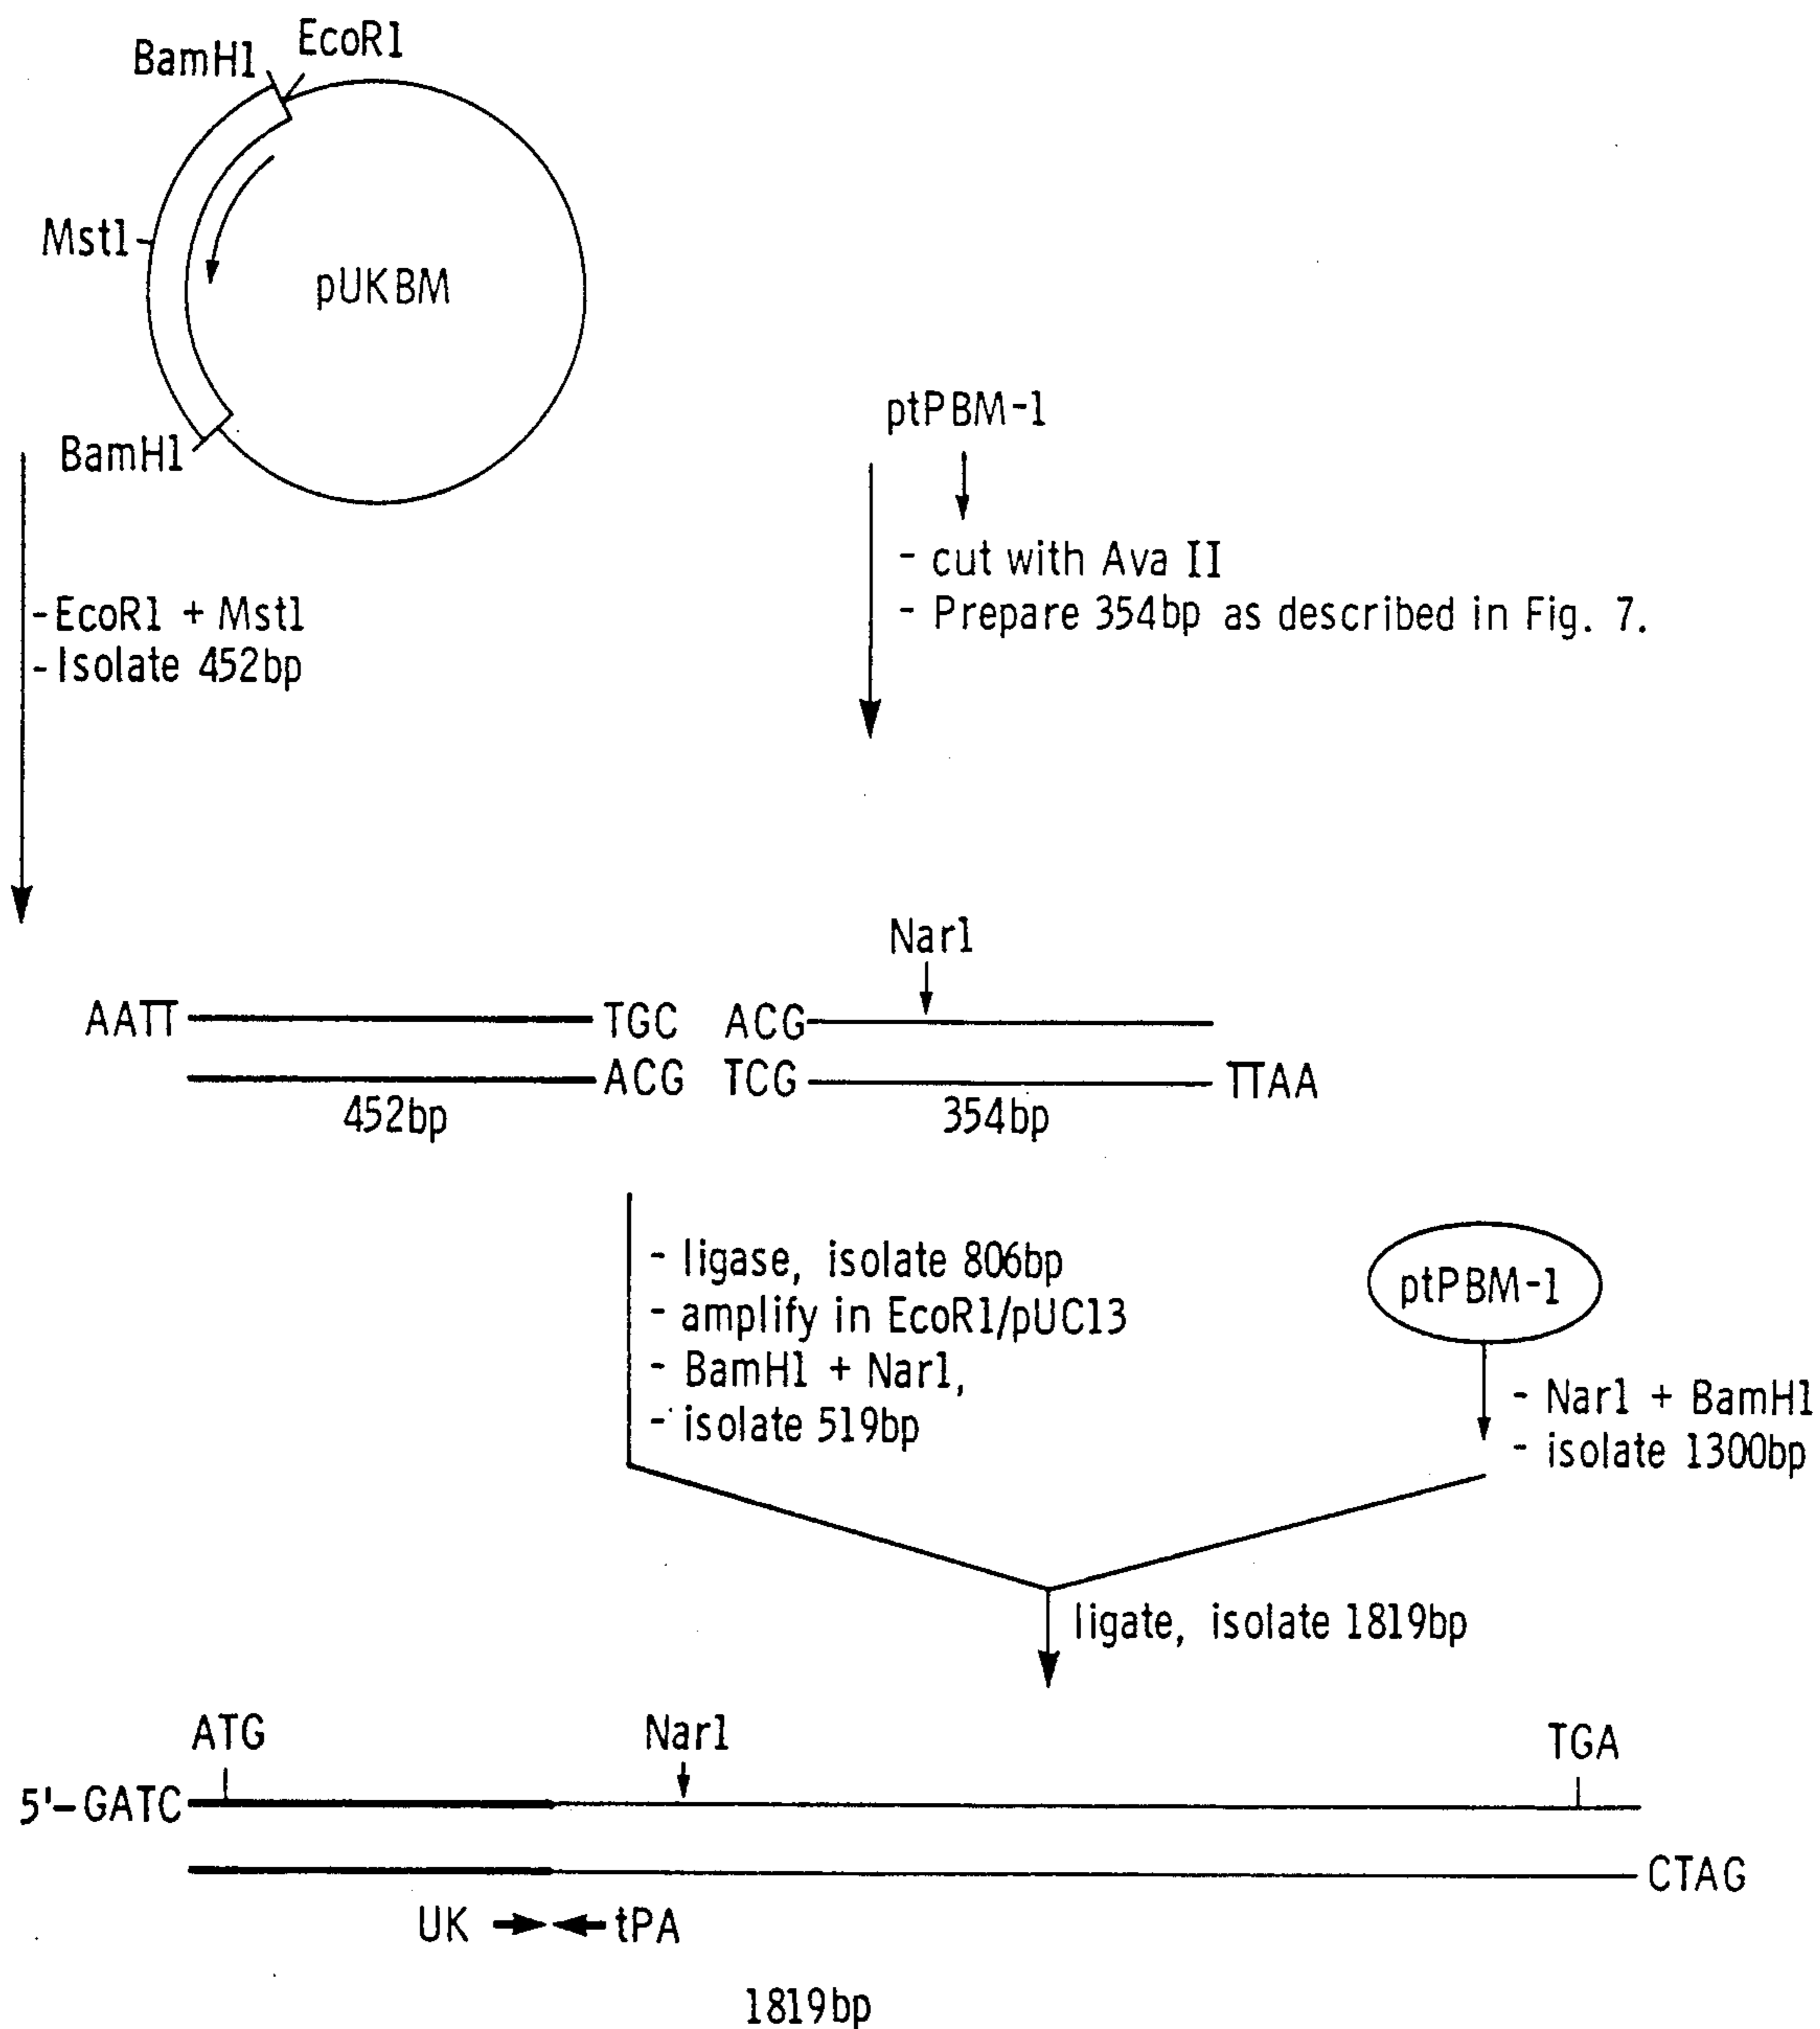 BamH1
EcoR1
Mst1
pUKBM
BamH1
ptPBM-1
- cut with Ava II
- Prepare 354bp as described in Fig. 7.
- EcoR1 + Mst1
- Isolate 452bp
Nar1
AATT TGC ACG
ACG TCG TTAA
452bp 354bp
- ligase, isolate 806bp
- amplify in EcoR1/pUC13
- BamH1 + Nar1,
- isolate 519bp
ptPBM-1
- Nar1 + BamH1
- isolate 1300bp
ligate, isolate 1819bp
ATG Nar1 TGA
5'-GATC
CTAG
UK tPA
1819bp